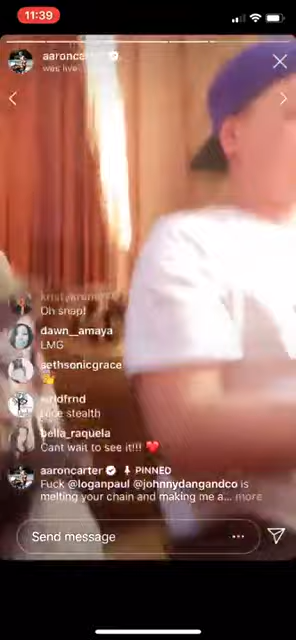 11:39
aaroncarter
was live
kristykram
Oh snap!
dawn__amaya
LMG
sethsonicgrace
Nice stealth
bella_raquela
Cant wait to see it!!! ❤️
aaroncarter PINNED
Fuck @loganpaul @johnnydangandco is
melting your chain and making me a... more
Send message